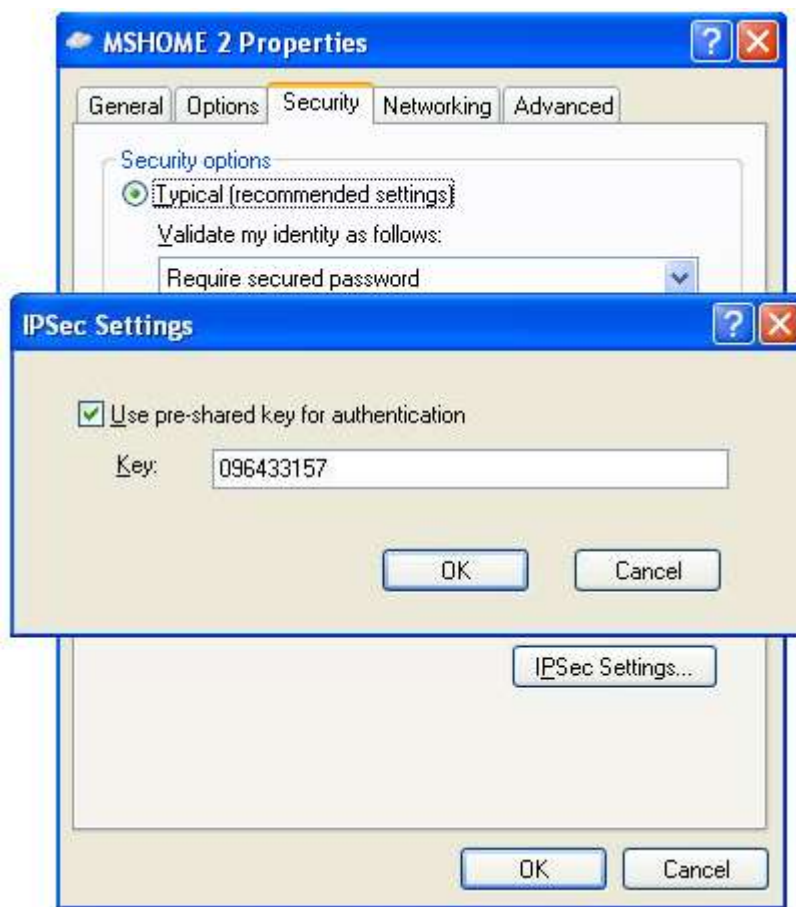 MSHOME 2 Properties
General Options Security Networking Advanced
Security options
Typical (recommended settings)
Validate my identity as follows:
Require secured password
IPSec Settings
Use pre-shared key for authentication
Key: 096433157
OK Cancel
IPSec Settings...
OK Cancel